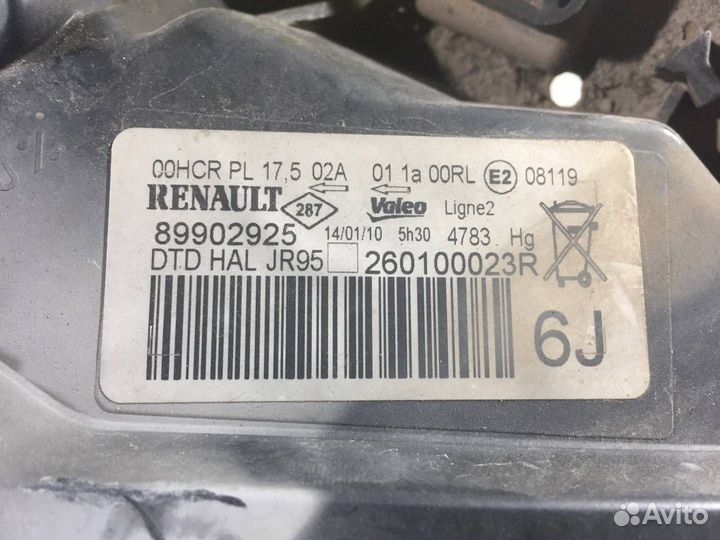 00HCR PL 17,5 02A 01 1a 00RL E2 08119
RENAULT 287 Valeo Ligne2
89902925 14/01/10 5h30 4783 Hg
DTD HAL JR95 260100023R
6J
Avito